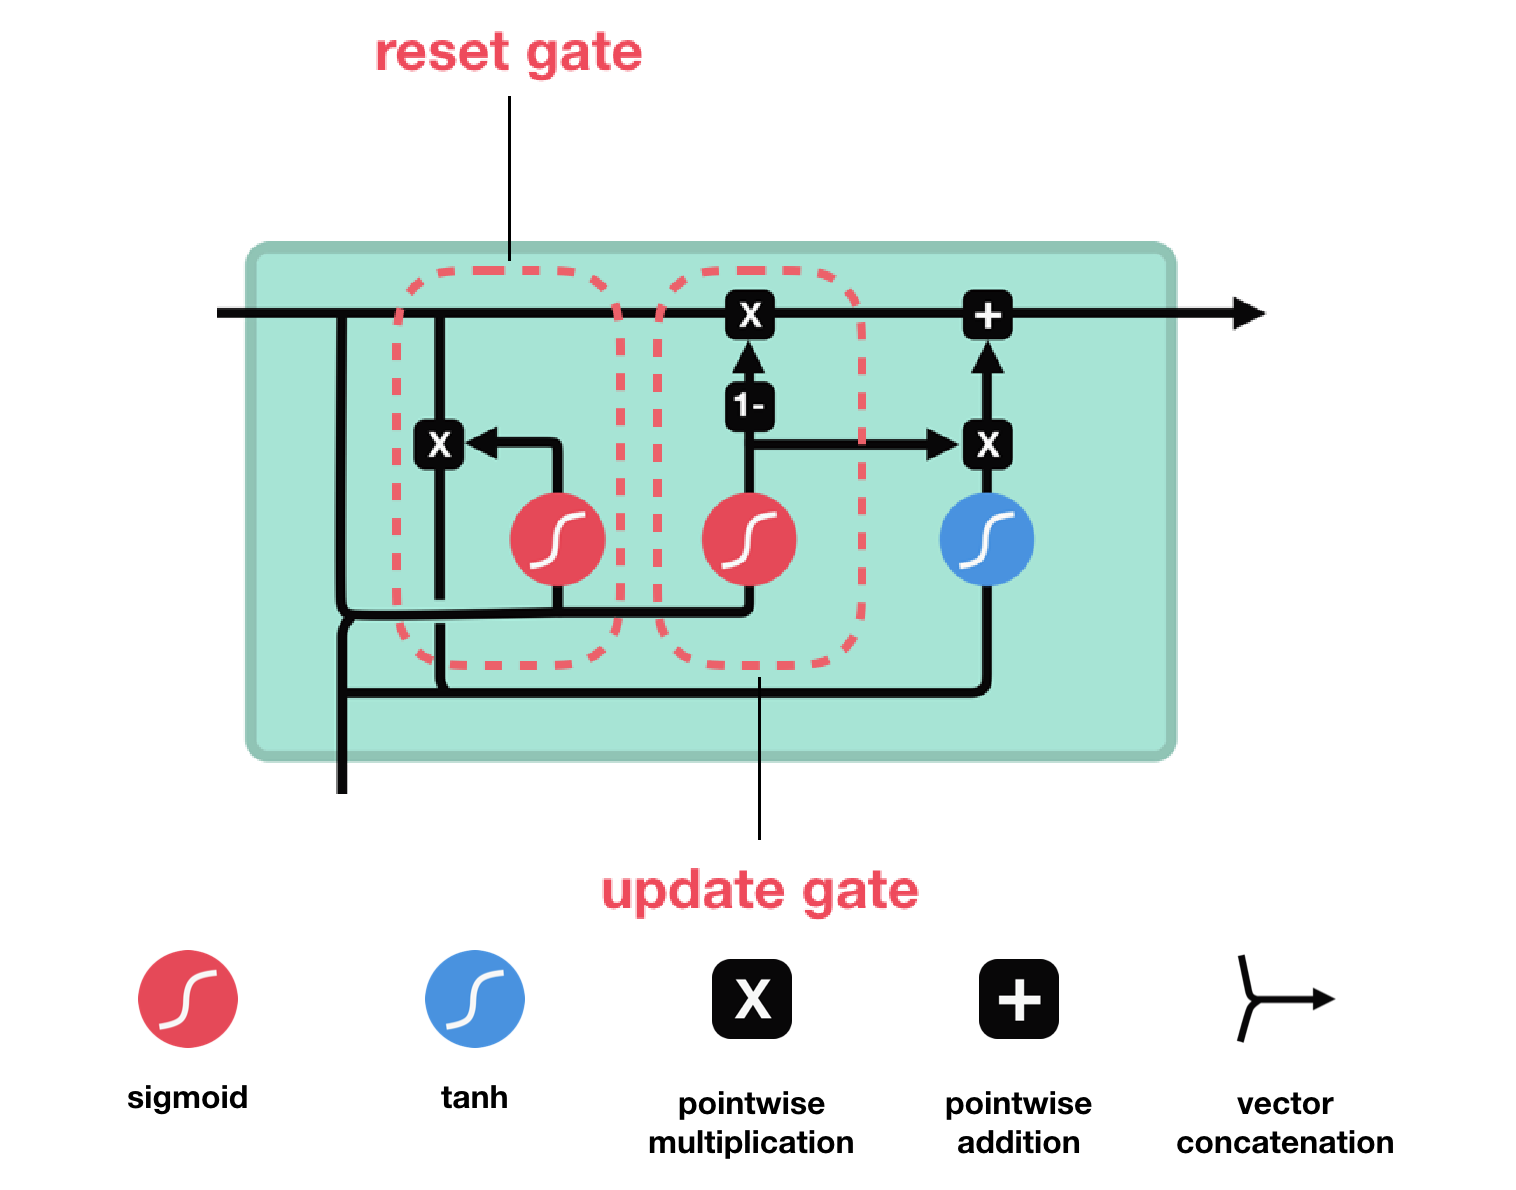 reset gate
X
+
1-
X
X
update gate
X
+
sigmoid
tanh
pointwise
multiplication
pointwise
addition
vector
concatenation